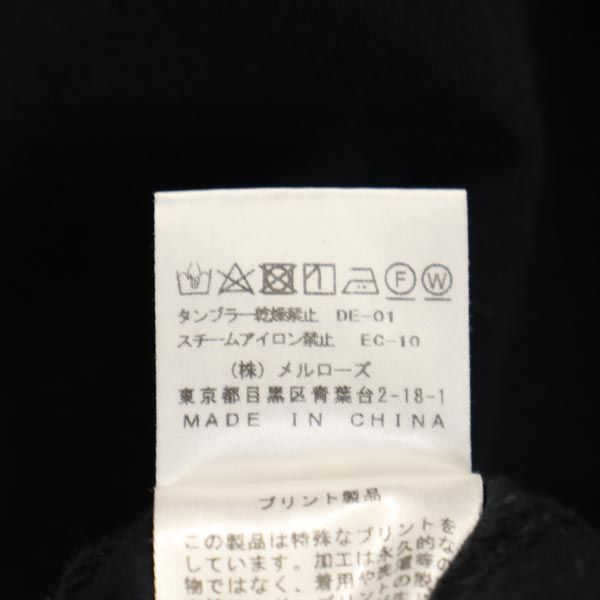 F W
タンブラー乾燥禁止 DE-01
スチームアイロン禁止 EC-10
(株)メルローズ
東京都目黒区青葉台2-18-1
MADE IN CHINA
プリント製品
この製品は特殊なプリントを
しています。加工は永久的な
物ではなく、着用や洗濯等の